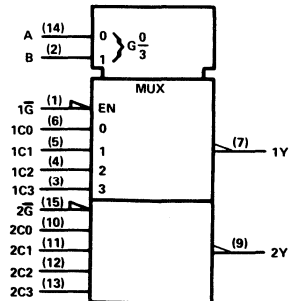 A (14) 0
B (2) 1
G 0/3
MUX
1G̅ (1) EN
1C0 (6) 0
1C1 (5) 1
1C2 (4) 2
1C3 (3) 3
(7) 1Y
2G̅ (15)
2C0 (10)
2C1 (11)
2C2 (12)
2C3 (13)
(9) 2Y